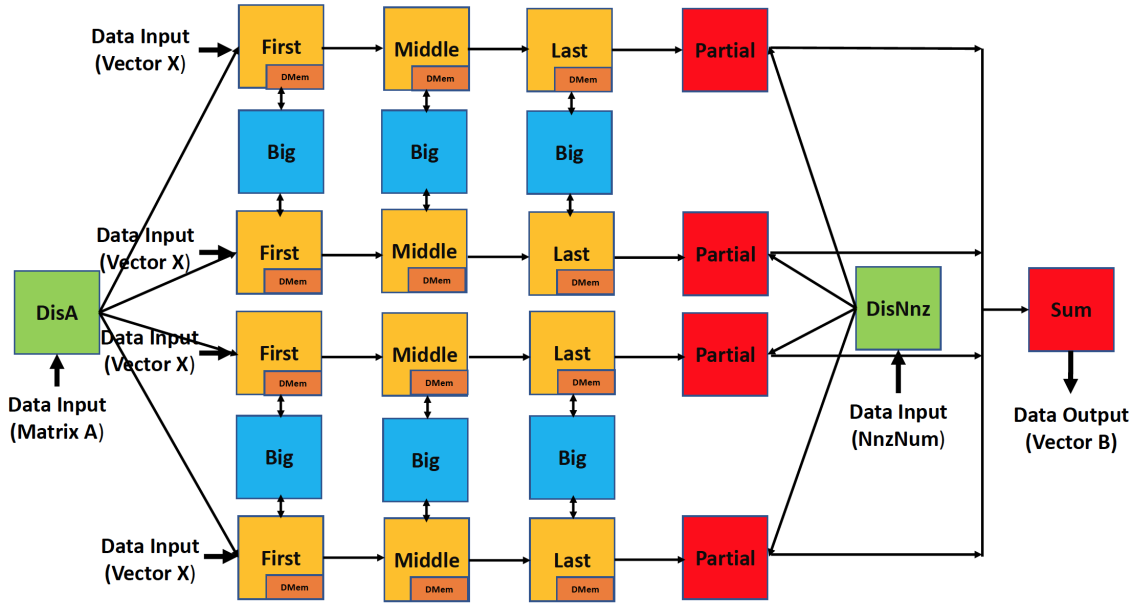 Data Input
(Vector X)
First
DMem
Middle
DMem
Last
DMem
Partial
Big
Big
Big
Data Input
(Vector X)
First
DMem
Middle
DMem
Last
DMem
Partial
DisA
Data Input
(Matrix A)
DisNnz
Data Input
(NnzNum)
Sum
Data Output
(Vector B)
Data Input
(Vector X)
First
DMem
Middle
DMem
Last
DMem
Partial
Big
Big
Big
Data Input
(Vector X)
First
DMem
Middle
DMem
Last
DMem
Partial